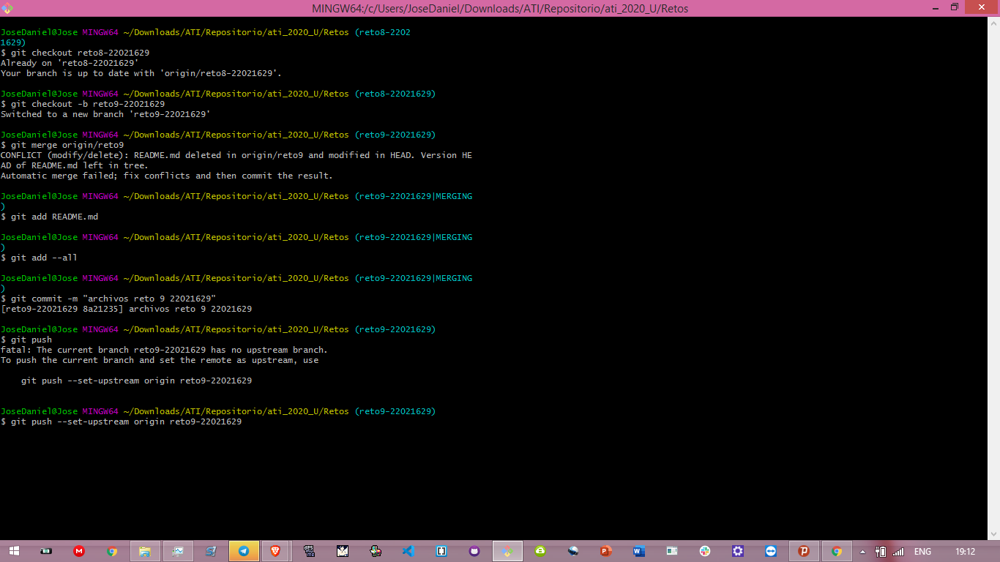 MINGW64:/c/Users/JoseDaniel/Downloads/ATI/Repositorio/ati_2020_U/Retos
JoseDaniel@Jose MINGW64 ~/Downloads/ATI/Repositorio/ati_2020_U/Retos (reto8-2202
1629)
$ git checkout reto8-22021629
Already on 'reto8-22021629'
Your branch is up to date with 'origin/reto8-22021629'.
JoseDaniel@Jose MINGW64 ~/Downloads/ATI/Repositorio/ati_2020_U/Retos (reto8-22021629)
$ git checkout -b reto9-22021629
Switched to a new branch 'reto9-22021629'
JoseDaniel@Jose MINGW64 ~/Downloads/ATI/Repositorio/ati_2020_U/Retos (reto9-22021629)
$ git merge origin/reto9
CONFLICT (modify/delete): README.md deleted in origin/reto9 and modified in HEAD. Version HE
AD of README.md left in tree.
Automatic merge failed; fix conflicts and then commit the result.
JoseDaniel@Jose MINGW64 ~/Downloads/ATI/Repositorio/ati_2020_U/Retos (reto9-22021629|MERGING
)
$ git add README.md
JoseDaniel@Jose MINGW64 ~/Downloads/ATI/Repositorio/ati_2020_U/Retos (reto9-22021629|MERGING
)
$ git add --all
JoseDaniel@Jose MINGW64 ~/Downloads/ATI/Repositorio/ati_2020_U/Retos (reto9-22021629|MERGING
)
$ git commit -m "archivos reto 9 22021629"
[reto9-22021629 8a21235] archivos reto 9 22021629
JoseDaniel@Jose MINGW64 ~/Downloads/ATI/Repositorio/ati_2020_U/Retos (reto9-22021629)
$ git push
fatal: The current branch reto9-22021629 has no upstream branch.
To push the current branch and set the remote as upstream, use
git push --set-upstream origin reto9-22021629
JoseDaniel@Jose MINGW64 ~/Downloads/ATI/Repositorio/ati_2020_U/Retos (reto9-22021629)
$ git push --set-upstream origin reto9-22021629
ENG 19:12